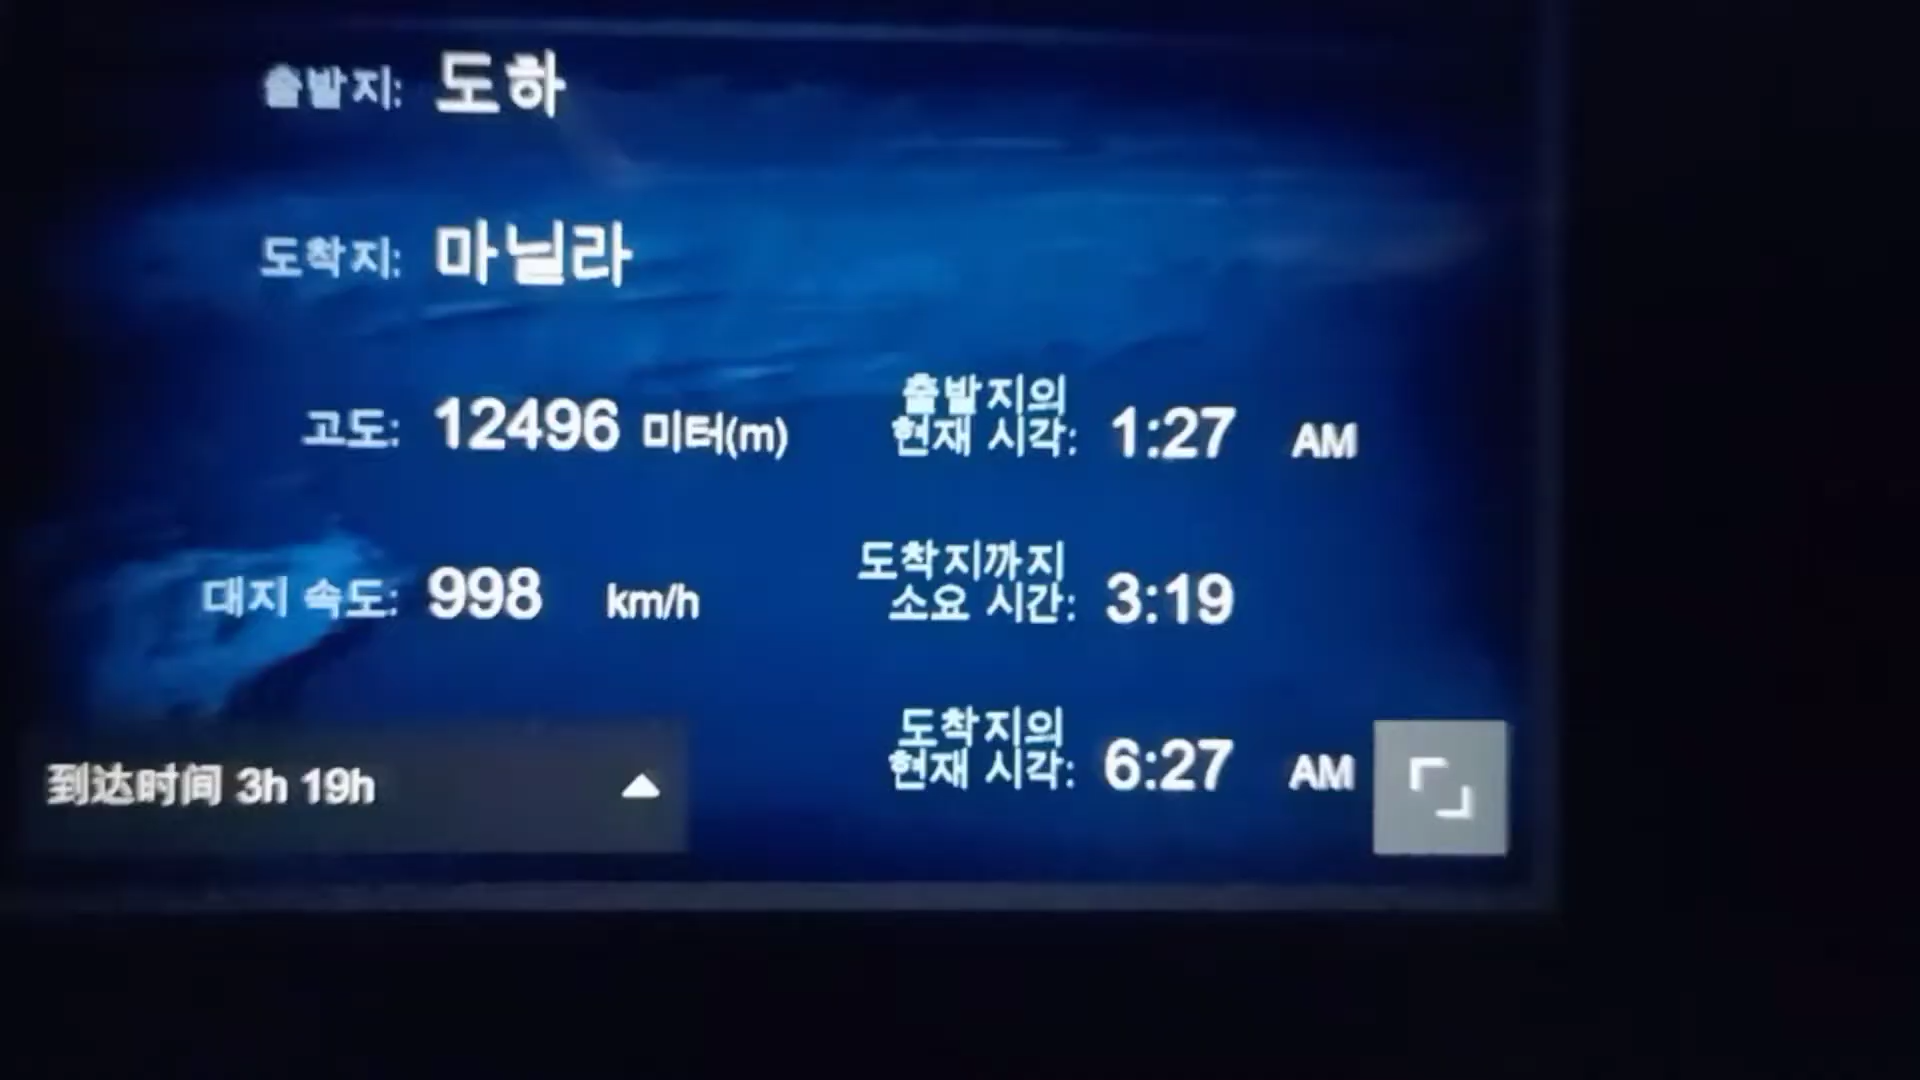 출발지: 도하
도착지: 마닐라
고도: 12496 미터(m)
출발지의
현재 시각: 1:27 AM
대지 속도: 998 km/h
도착지까지
소요 시간: 3:19
도착지의
현재 시각: 6:27 AM
到达时间 3h 19h